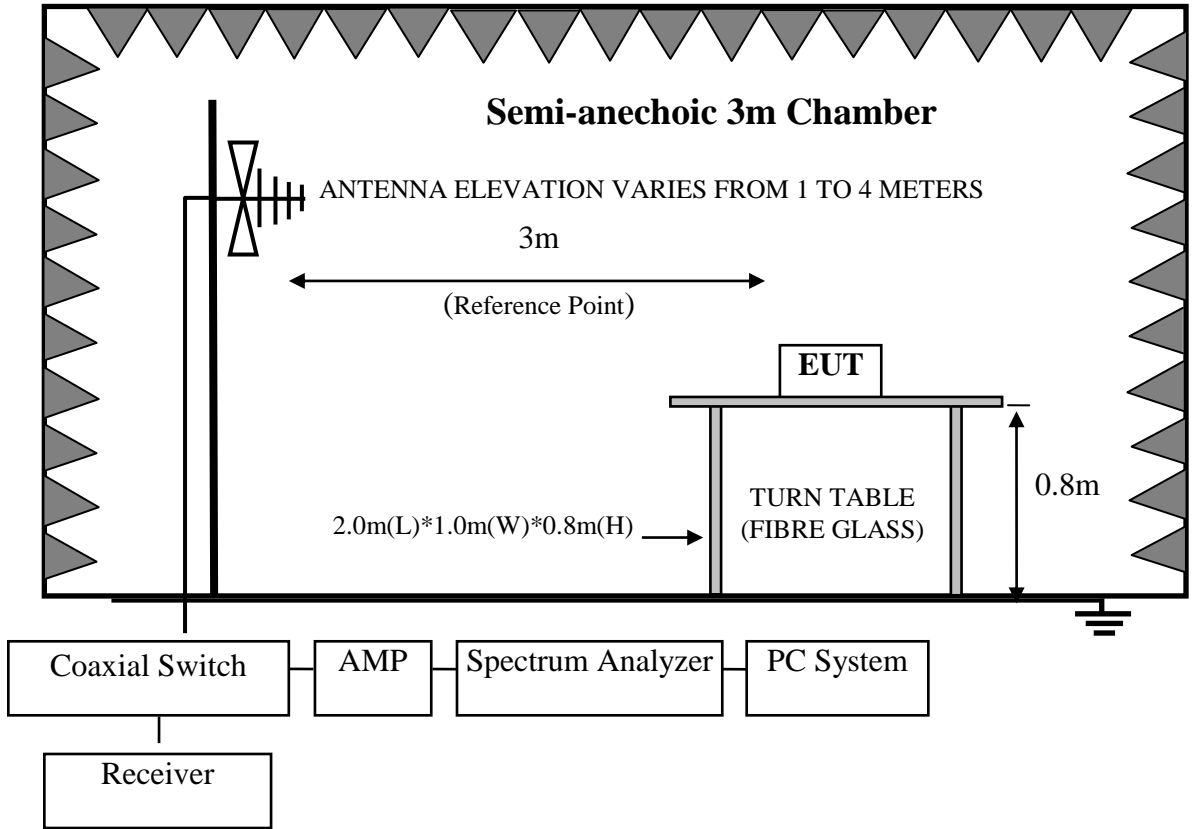 Semi-anechoic 3m Chamber
ANTENNA ELEVATION VARIES FROM 1 TO 4 METERS
3m
(Reference Point)
EUT
0.8m
TURN TABLE
(FIBRE GLASS)
2.0m(L)*1.0m(W)*0.8m(H)
Coaxial Switch
AMP
Spectrum Analyzer
PC System
Receiver